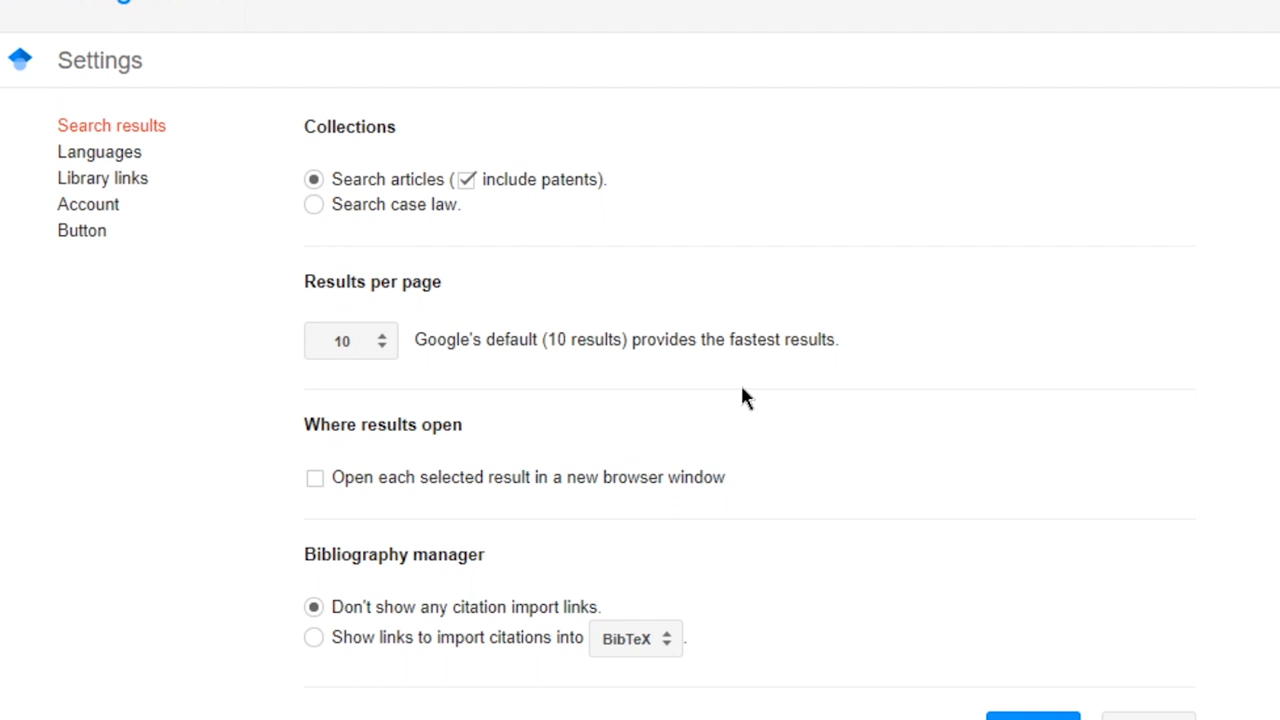 Settings
Search results
Languages
Library links
Account
Button
Collections
Search articles (include patents).
Search case law.
Results per page
10 Google's default (10 results) provides the fastest results.
Where results open
Open each selected result in a new browser window
Bibliography manager
Don't show any citation import links.
Show links to import citations into BibTeX.